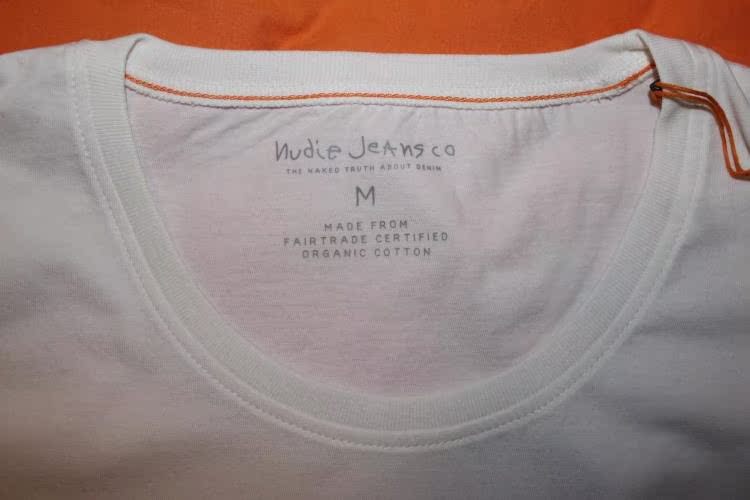 Nudie Jeans co
THE NAKED TRUTH ABOUT DENIM
M
MADE FROM
FAIRTRADE CERTIFIED
ORGANIC COTTON